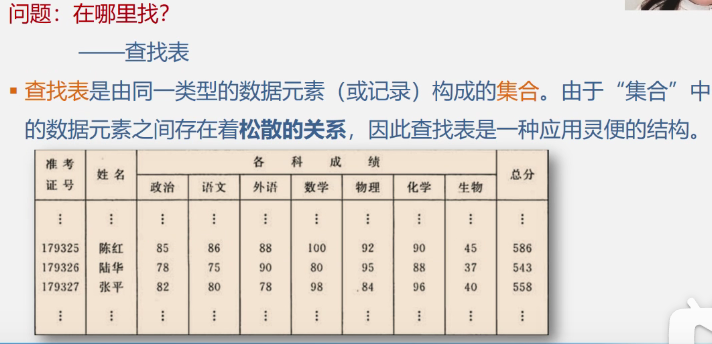 问题：在哪里找？
——查找表
▪ 查找表是由同一类型的数据元素（或记录）构成的集合。由于“集合”中
的数据元素之间存在着松散的关系，因此查找表是一种应用灵便的结构。
准考证号 姓名 各科成绩 总分
政治 语文 外语 数学 物理 化学 生物
⋮ ⋮ ⋮ ⋮ ⋮ ⋮ ⋮ ⋮ ⋮ ⋮
179325 陈红 85 86 88 100 92 90 45 586
179326 陆华 78 75 90 80 95 88 37 543
179327 张平 82 80 78 98 .84 96 40 558
⋮ ⋮ ⋮ ⋮ ⋮ ⋮ ⋮ ⋮ ⋮ ⋮